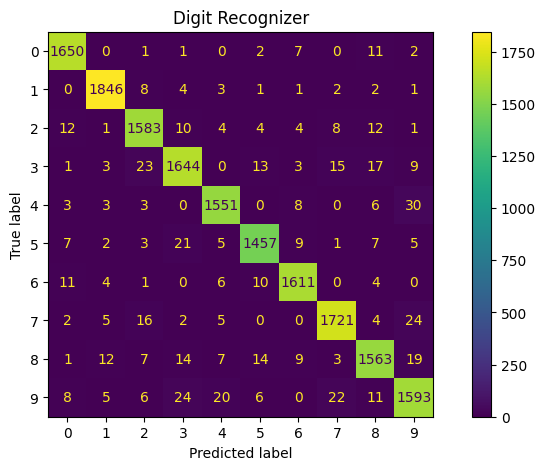 Digit Recognizer
True label
0 1650 0 1 1 0 2 7 0 11 2
1 0 1846 8 4 3 1 1 2 2 1
2 12 1 1583 10 4 4 4 8 12 1
3 1 3 23 1644 0 13 3 15 17 9
4 3 3 3 0 1551 0 8 0 6 30
5 7 2 3 21 5 1457 9 1 7 5
6 11 4 1 0 6 10 1611 0 4 0
7 2 5 16 2 5 0 0 1721 4 24
8 1 12 7 14 7 14 9 3 1563 19
9 8 5 6 24 20 6 0 22 11 1593
0 1 2 3 4 5 6 7 8 9
Predicted label
1750
1500
1250
1000
750
500
250
0